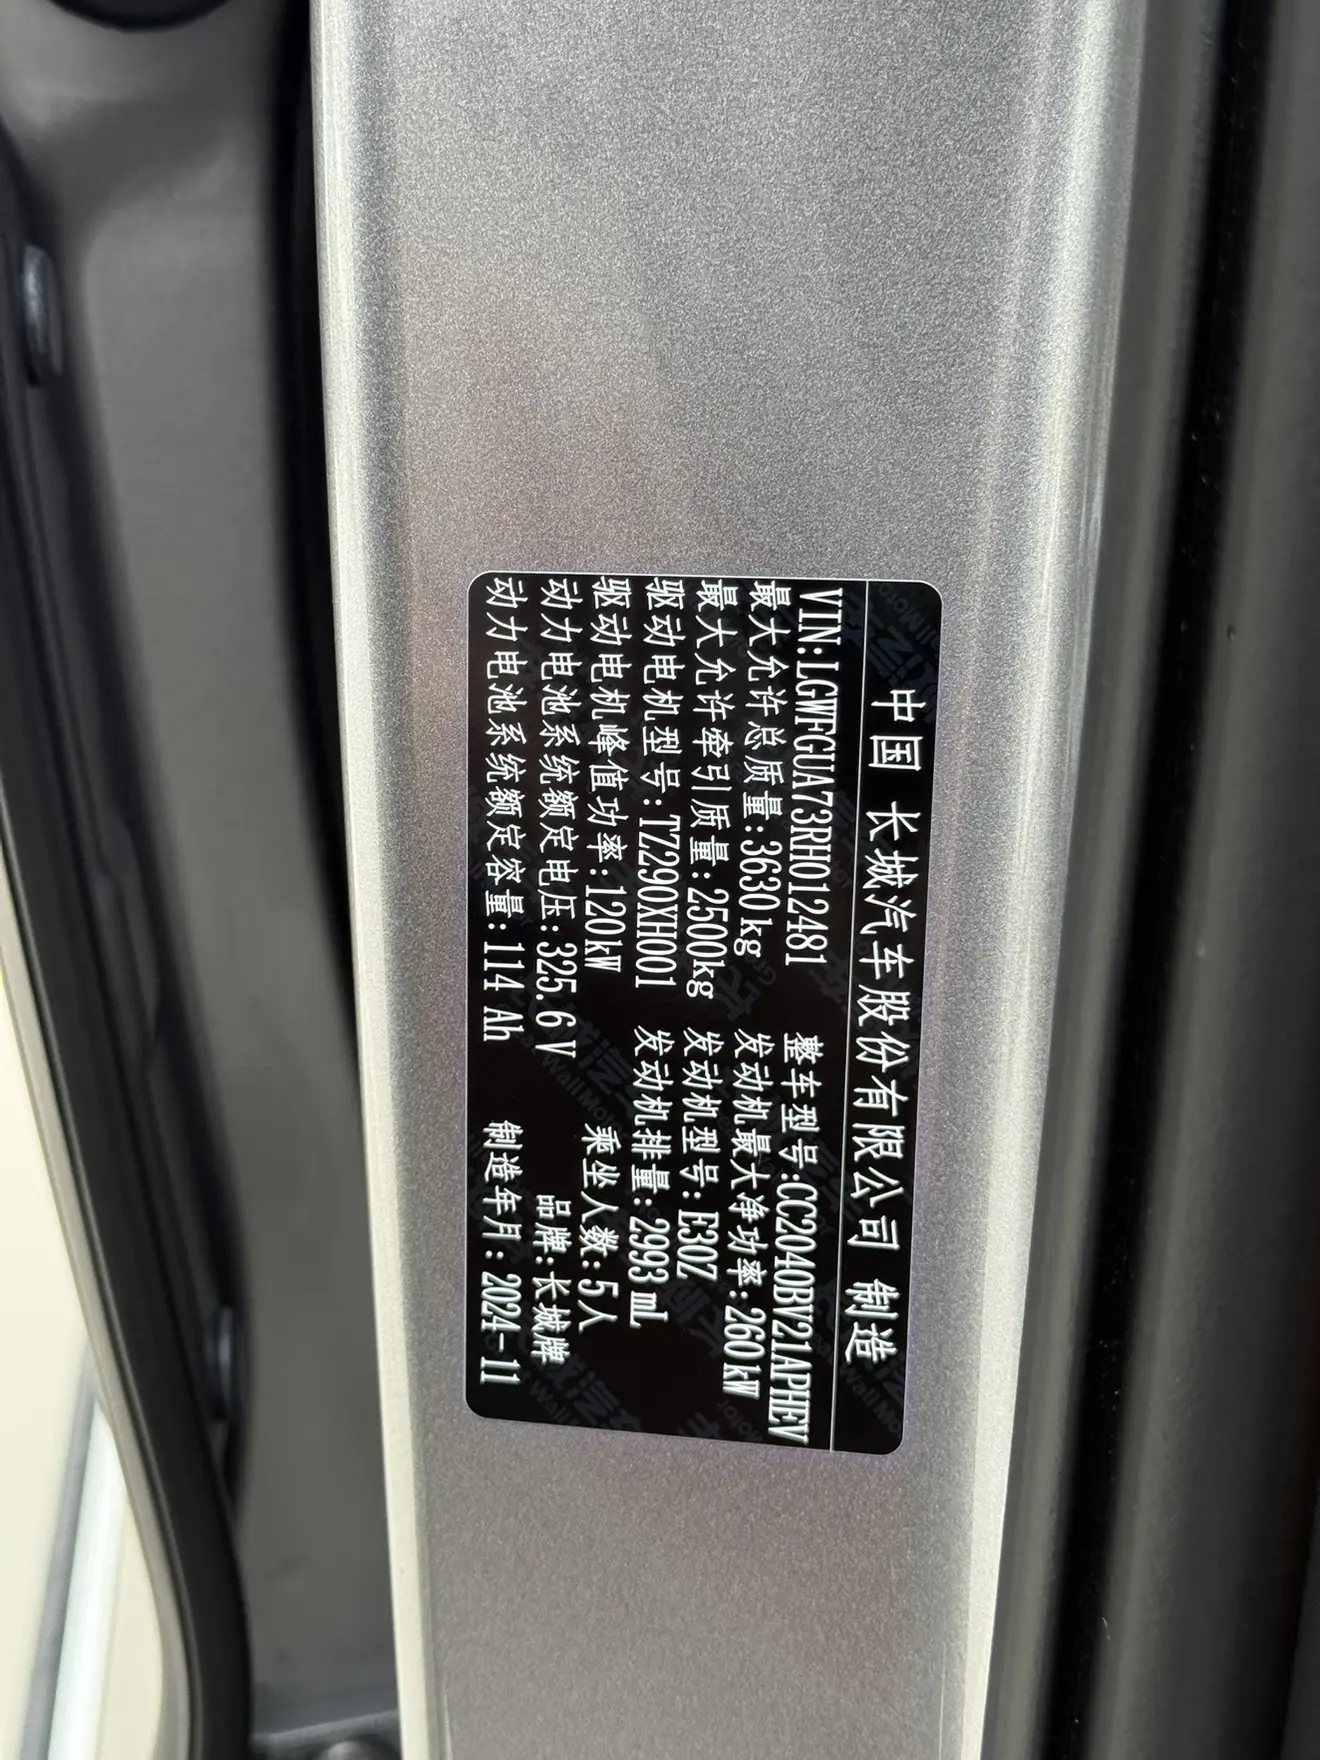 中国 长城汽车股份有限公司 制造
VIN:LGWFGUA73RH012481 整车型号:CC2040BV21APHEV
最大允许总质量:3630kg 发动机最大净功率:260kW
最大允许牵引质量:2500kg 发动机型号:E30Z
驱动电机型号:TZ290XH001 发动机排量:2993mL
驱动电机峰值功率:120kW 乘坐人数:5人
动力电池系统额定电压:325.6V 品牌:长城牌
动力电池系统额定容量:114 Ah 制造年月:2024-11